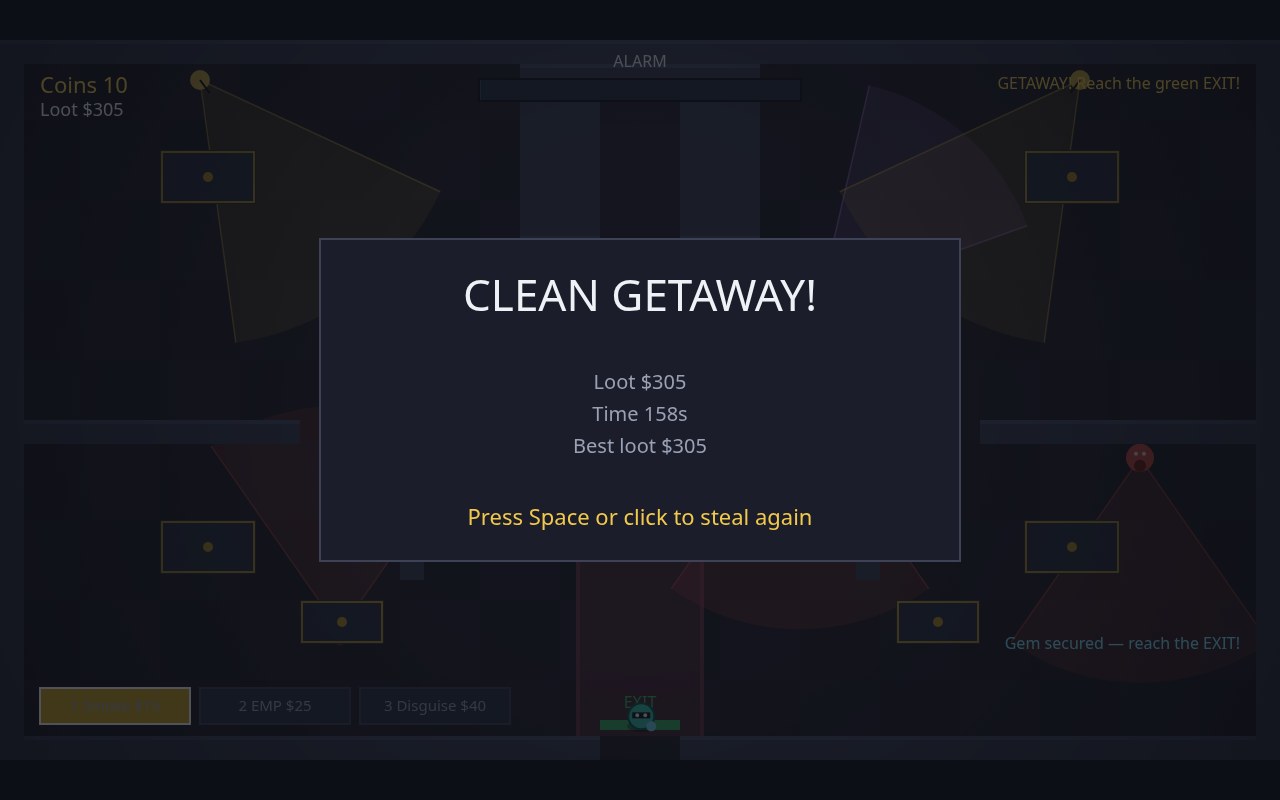 ALARM
Coins 10
GETAWAY! Reach the green EXIT!
Loot $305
CLEAN GETAWAY!
Loot $305
Time 158s
Best loot $305
Press Space or click to steal again
Gem secured — reach the EXIT!
EXIT
2 EMP $25
3 Disguise $40